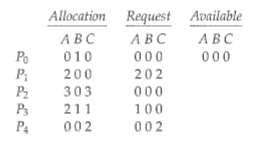 Allocation Request Available
A B C A B C A B C
P0 0 1 0 0 0 0 0 0 0
P1 2 0 0 2 0 2
P2 3 0 3 0 0 0
P3 2 1 1 1 0 0
P4 0 0 2 0 0 2